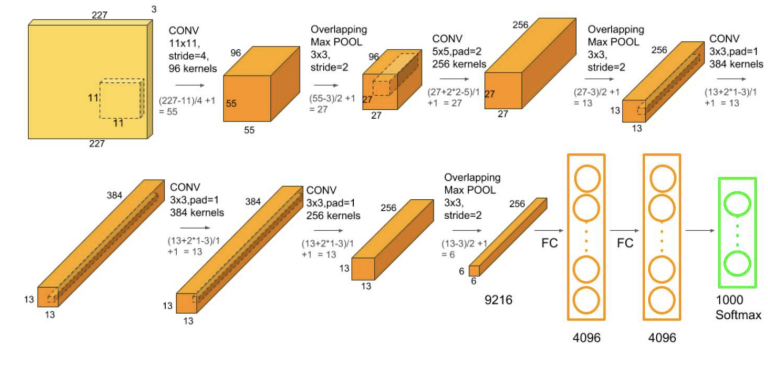 227
3
CONV
11x11,
stride=4,
96 kernels
(227-11)/4 +1
= 55
11
11
227
96
55
55
Overlapping
Max POOL
3x3,
stride=2
(55-3)/2 +1
= 27
96
27
27
CONV
5x5,pad=2
256 kernels
(27+2*2-5)/1
+1 = 27
256
27
27
Overlapping
Max POOL
3x3,
stride=2
(27-3)/2 +1
= 13
256
13
13
CONV
3x3,pad=1
384 kernels
(13+2*1-3)/1
+1 = 13
384
13
13
CONV
3x3,pad=1
384 kernels
(13+2*1-3)/1
+1 = 13
384
13
13
CONV
3x3,pad=1
256 kernels
(13+2*1-3)/1
+1 = 13
256
13
13
Overlapping
Max POOL
3x3,
stride=2
(13-3)/2 +1
= 6
256
6
6
9216
FC
4096
FC
4096
1000
Softmax